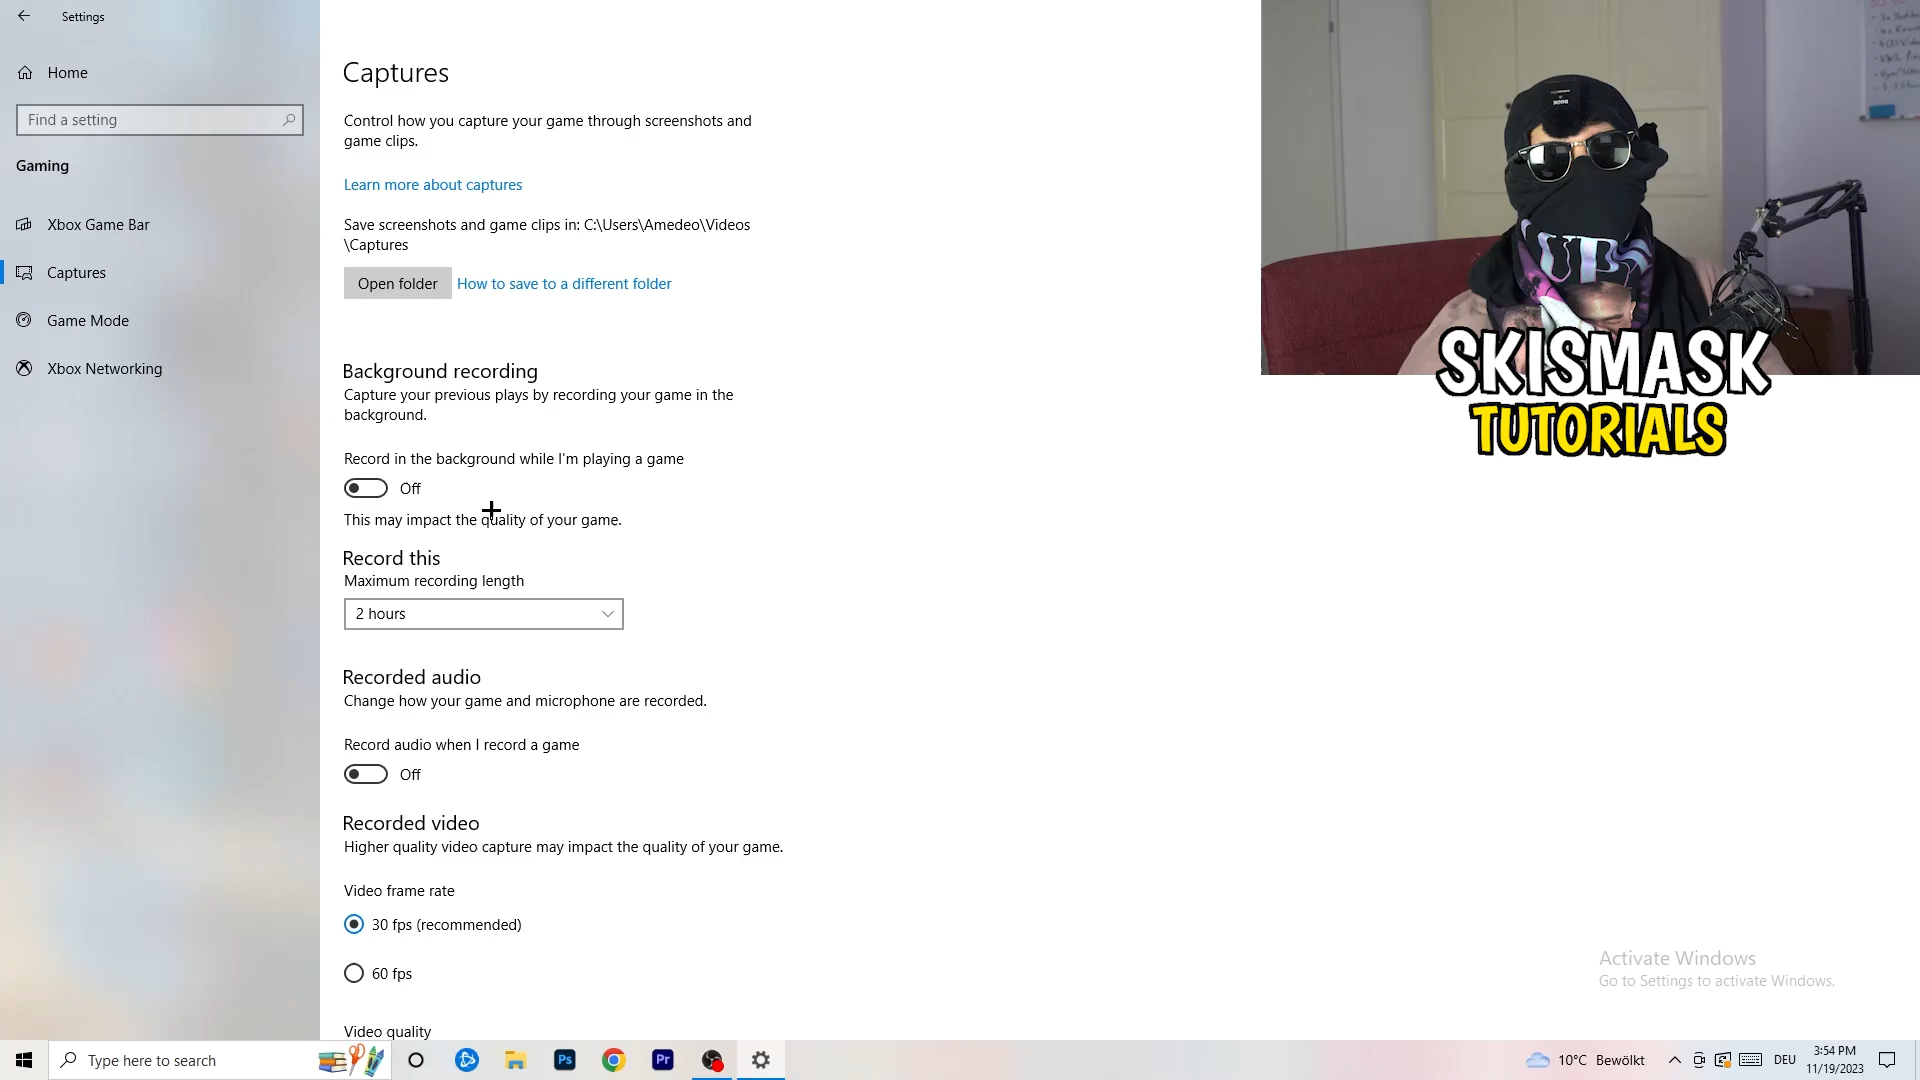 Settings
Home
Find a setting
Gaming
Xbox Game Bar
Captures
Game Mode
Xbox Networking
Captures
Control how you capture your game through screenshots and
game clips.
Learn more about captures
Save screenshots and game clips in: C:\Users\Amedeo\Videos
\Captures
Open folder
How to save to a different folder
Background recording
Capture your previous plays by recording your game in the
background.
Record in the background while I'm playing a game
Off
This may impact the quality of your game.
Record this
Maximum recording length
2 hours
Recorded audio
Change how your game and microphone are recorded.
Record audio when I record a game
Off
Recorded video
Higher quality video capture may impact the quality of your game.
Video frame rate
30 fps (recommended)
60 fps
Video quality
SKISMASK
TUTORIALS
Activate Windows
Go to Settings to activate Windows.
Type here to search
Ps
Pr
10°C Bewölkt
DEU
3:54 PM
11/19/2023